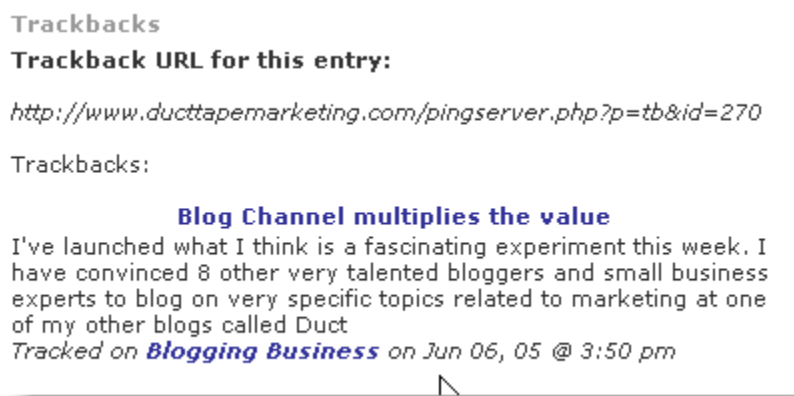 Trackbacks
Trackback URL for this entry:
http://www.ducttapemarketing.com/pingserver.php?p=tb&id=270
Trackbacks:
Blog Channel multiplies the value
I've launched what I think is a fascinating experiment this week. I
have convinced 8 other very talented bloggers and small business
experts to blog on very specific topics related to marketing at one
of my other blogs called Duct
Tracked on Blogging Business on Jun 06, 05 @ 3:50 pm